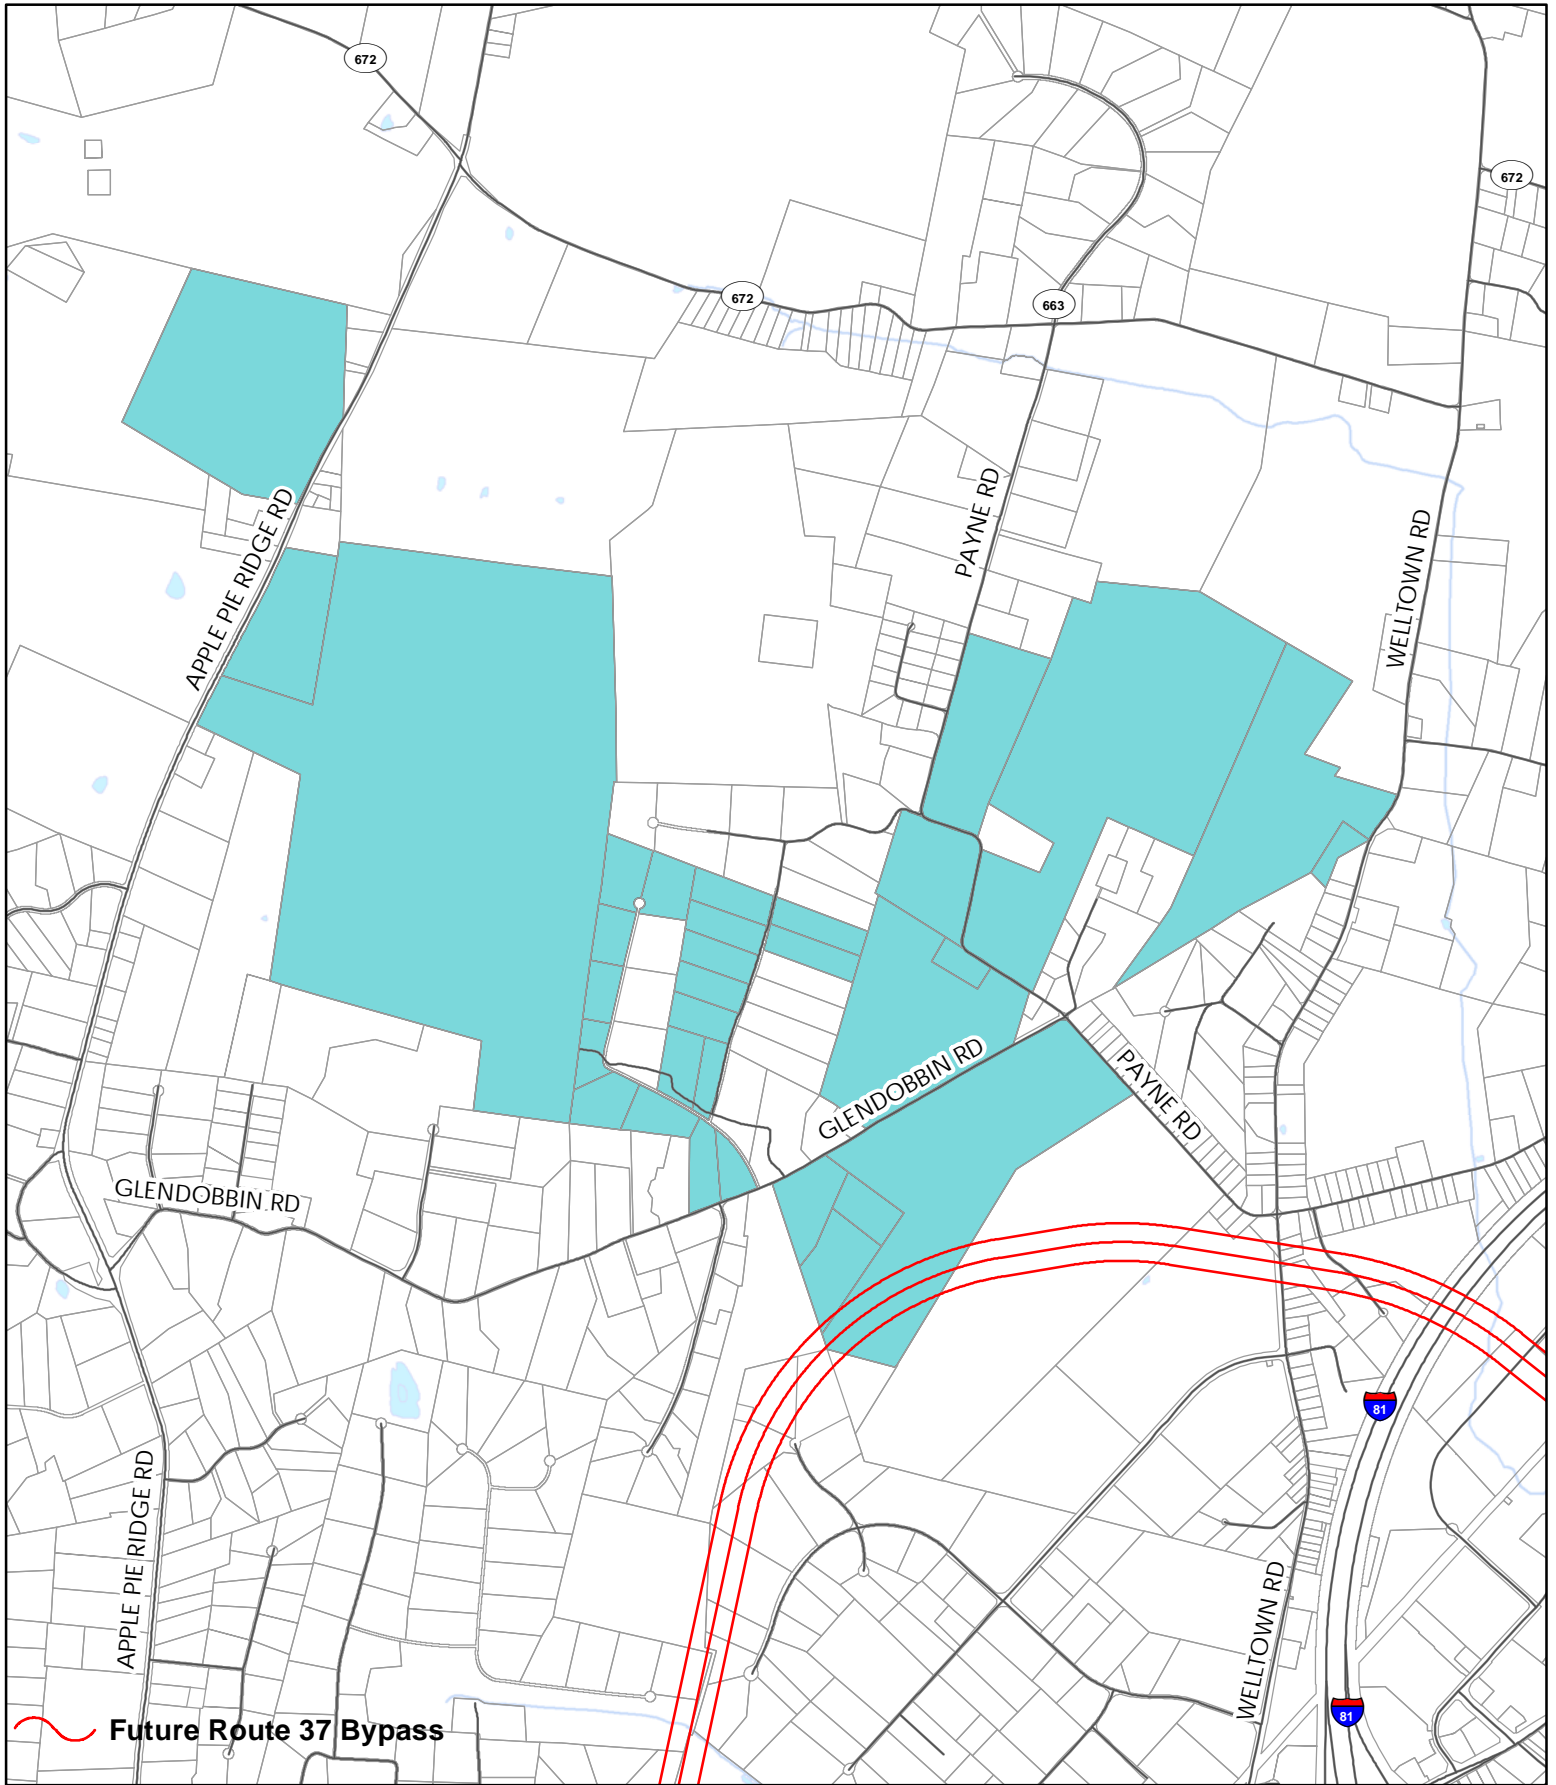 672
672
672
663
APPLE PIE RIDGE RD
PAYNE RD
WELLTOWN RD
GLENDOBBIN RD
PAYNE RD
GLENDOBBIN RD
81
APPLE PIE RIDGE RD
WELLTOWN RD
81
Future Route 37 Bypass